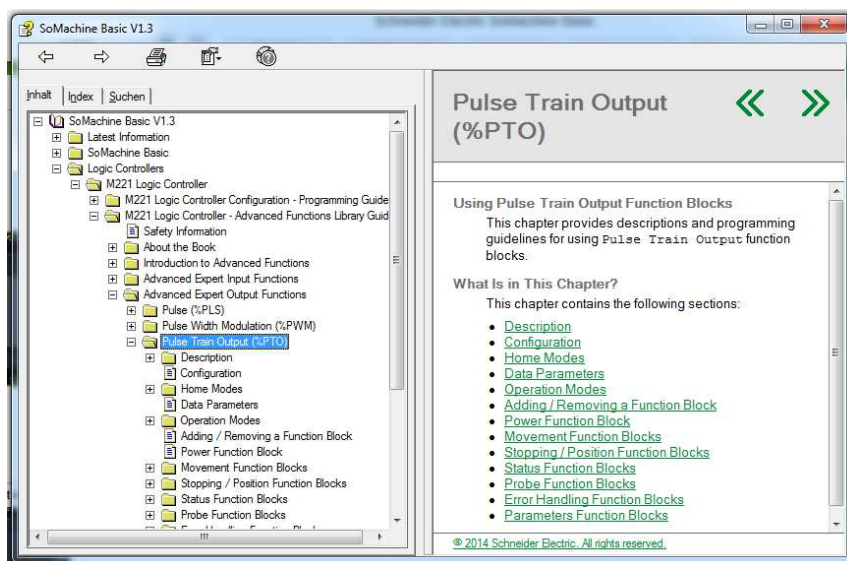 SoMachine Basic V1.3
Inhalt
Index
Suchen
SoMachine Basic V1.3
Latest Information
SoMachine Basic
Logic Controllers
M221 Logic Controller
M221 Logic Controller Configuration - Programming Guide
M221 Logic Controller - Advanced Functions Library Guid
Safety Information
About the Book
Introduction to Advanced Functions
Advanced Expert Input Functions
Advanced Expert Output Functions
Pulse (%PLS)
Pulse Width Modulation (%PWM)
Pulse Train Output (%PTO)
Description
Configuration
Home Modes
Data Parameters
Operation Modes
Adding / Removing a Function Block
Power Function Block
Movement Function Blocks
Stopping / Position Function Blocks
Status Function Blocks
Probe Function Blocks
Pulse Train Output
(%PTO)
Using Pulse Train Output Function Blocks
This chapter provides descriptions and programming
guidelines for using Pulse Train Output function
blocks.
What Is in This Chapter?
This chapter contains the following sections:
• Description
• Configuration
• Home Modes
• Data Parameters
• Operation Modes
• Adding / Removing a Function Block
• Power Function Block
• Movement Function Blocks
• Stopping / Position Function Blocks
• Status Function Blocks
• Probe Function Blocks
• Error Handling Function Blocks
• Parameters Function Blocks
© 2014 Schneider Electric. All rights reserved.